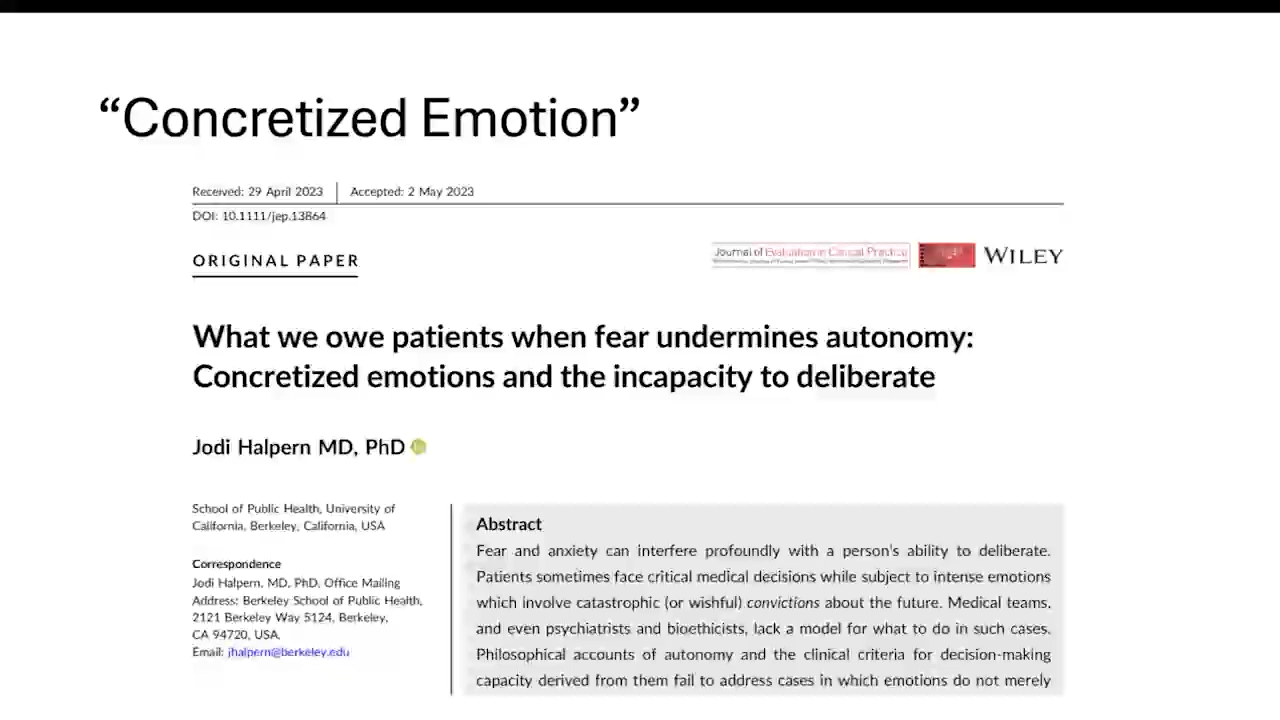 “Concretized Emotion”
Received: 29 April 2023 | Accepted: 2 May 2023
DOI: 10.1111/jep.13864
ORIGINAL PAPER
Journal of Evaluation in Clinical Practice
WILEY
What we owe patients when fear undermines autonomy:
Concretized emotions and the incapacity to deliberate
Jodi Halpern MD, PhD
School of Public Health, University of
California, Berkeley, California, USA
Correspondence
Jodi Halpern, MD, PhD, Office Mailing
Address: Berkeley School of Public Health,
2121 Berkeley Way 5124, Berkeley,
CA 94720, USA.
Email: jhalpern@berkeley.edu
Abstract
Fear and anxiety can interfere profoundly with a person's ability to deliberate.
Patients sometimes face critical medical decisions while subject to intense emotions
which involve catastrophic (or wishful) convictions about the future. Medical teams,
and even psychiatrists and bioethicists, lack a model for what to do in such cases.
Philosophical accounts of autonomy and the clinical criteria for decision-making
capacity derived from them fail to address cases in which emotions do not merely